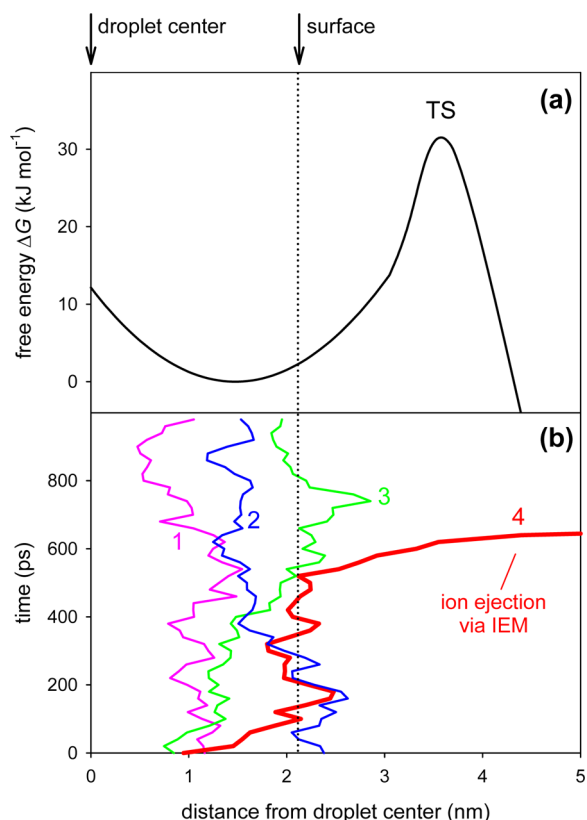 droplet center
surface
(a)
TS
free energy ΔG (kJ mol⁻¹)
30
20
10
0
(b)
time (ps)
800
600
400
200
0
1
2
3
4
ion ejection
via IEM
0
1
2
3
4
5
distance from droplet center (nm)